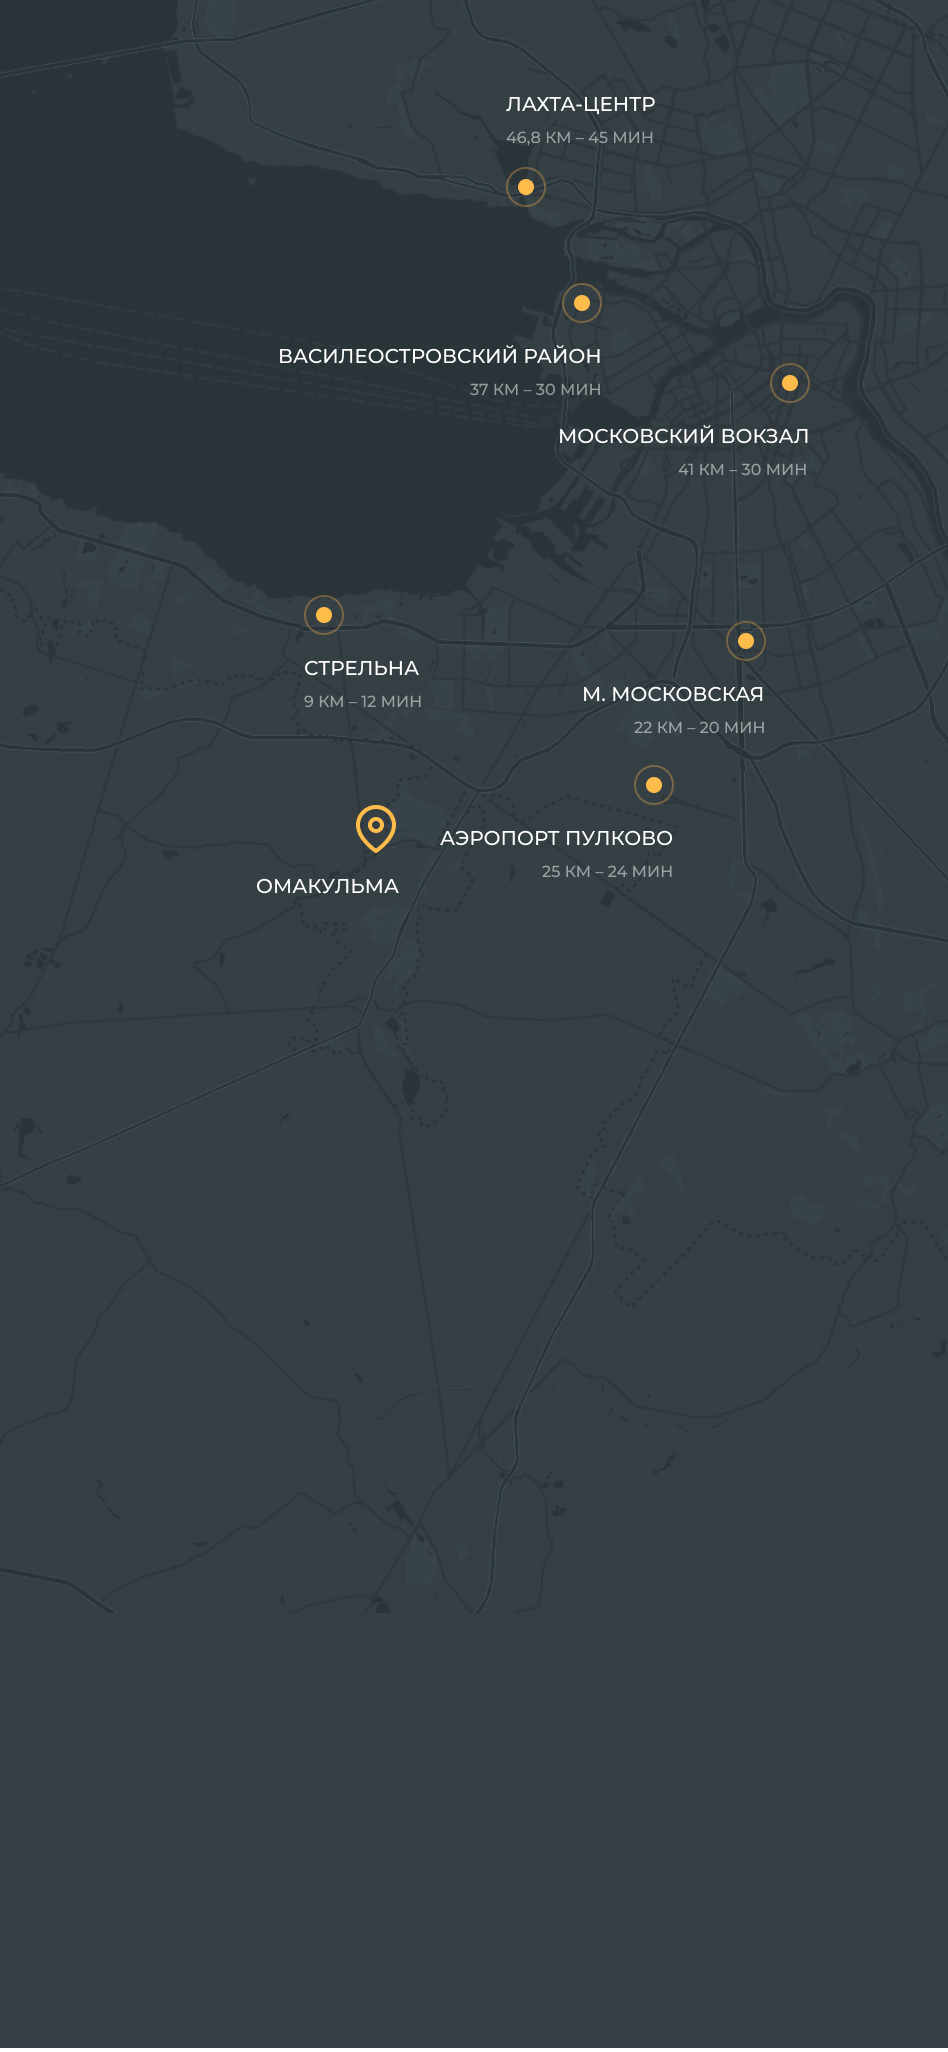 ЛАХТА-ЦЕНТР
46,8 КМ – 45 МИН
ВАСИЛЕОСТРОВСКИЙ РАЙОН
37 КМ – 30 МИН
МОСКОВСКИЙ ВОКЗАЛ
41 КМ – 30 МИН
СТРЕЛЬНА
9 КМ – 12 МИН
М. МОСКОВСКАЯ
22 КМ – 20 МИН
АЭРОПОРТ ПУЛКОВО
25 КМ – 24 МИН
ОМАКУЛЬМА